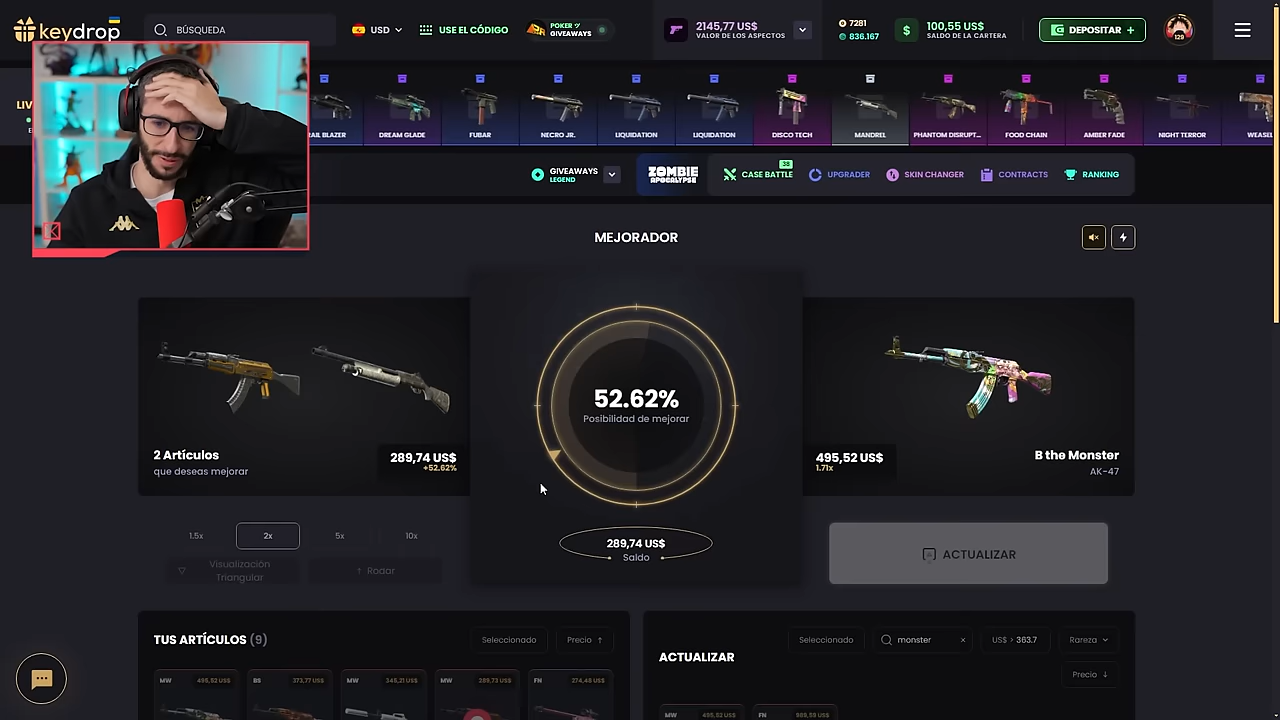 keydrop
BÚSQUEDA
USD
USE EL CÓDIGO
POKER
GIVEAWAYS
2145,77 US$
VALOR DE LOS ASPECTOS
7281
836.167
$
100,55 US$
SALDO DE LA CARTERA
DEPOSITAR +
129
LIV
DREAM GLADE
FUBAR
NECRO JR.
LIQUIDATION
LIQUIDATION
DISCO TECH
MANDREL
PHANTOM DISRUPT...
FOOD CHAIN
AMBER FADE
NIGHT TERROR
GIVEAWAYS
LEGEND
ZOMBIE
APOCALYPSE
CASE BATTLE
38
UPGRADER
SKIN CHANGER
CONTRACTS
RANKING
MEJORADOR
52.62%
Posibilidad de mejorar
2 Artículos
que deseas mejorar
289,74 US$
+52.62%
495,52 US$
1.71x
B the Monster
AK-47
289,74 US$
Saldo
1.5x
2x
5x
10x
Visualización
Triangular
Rodar
ACTUALIZAR
TUS ARTÍCULOS (9)
Seleccionado
Precio ↑
ACTUALIZAR
Seleccionado
monster
×
US$ > 363.7
Rareza
Precio ↓
MW
495,52 US$
BS
373,77 US$
MW
345,21 US$
MW
289,73 US$
FN
274,48 US$
MW
495,52 US$
FN
989,59 US$